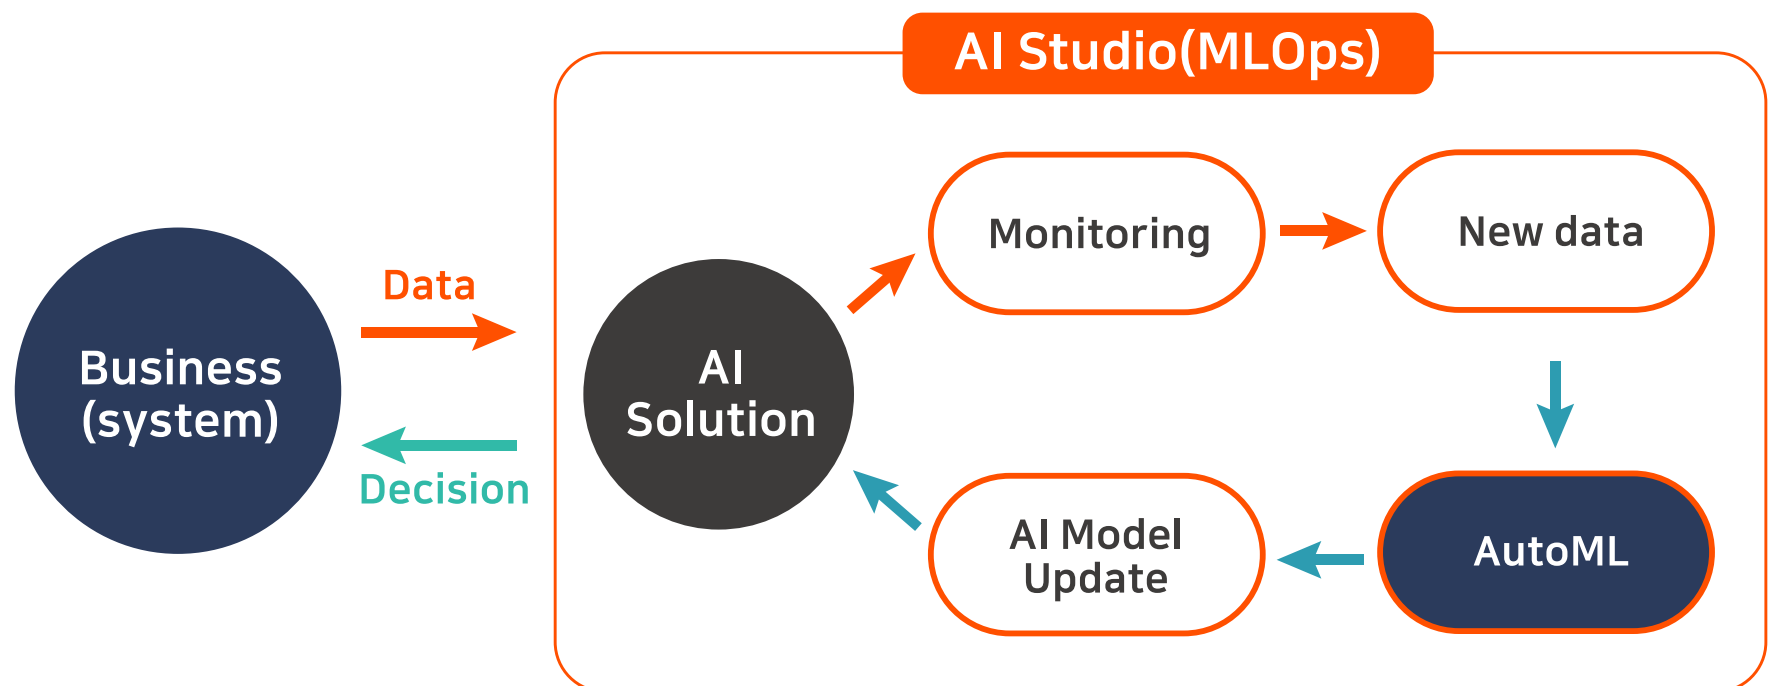 AI Studio(MLOps)
Business
(system)
Data
Decision
AI
Solution
Monitoring
New data
AutoML
AI Model
Update